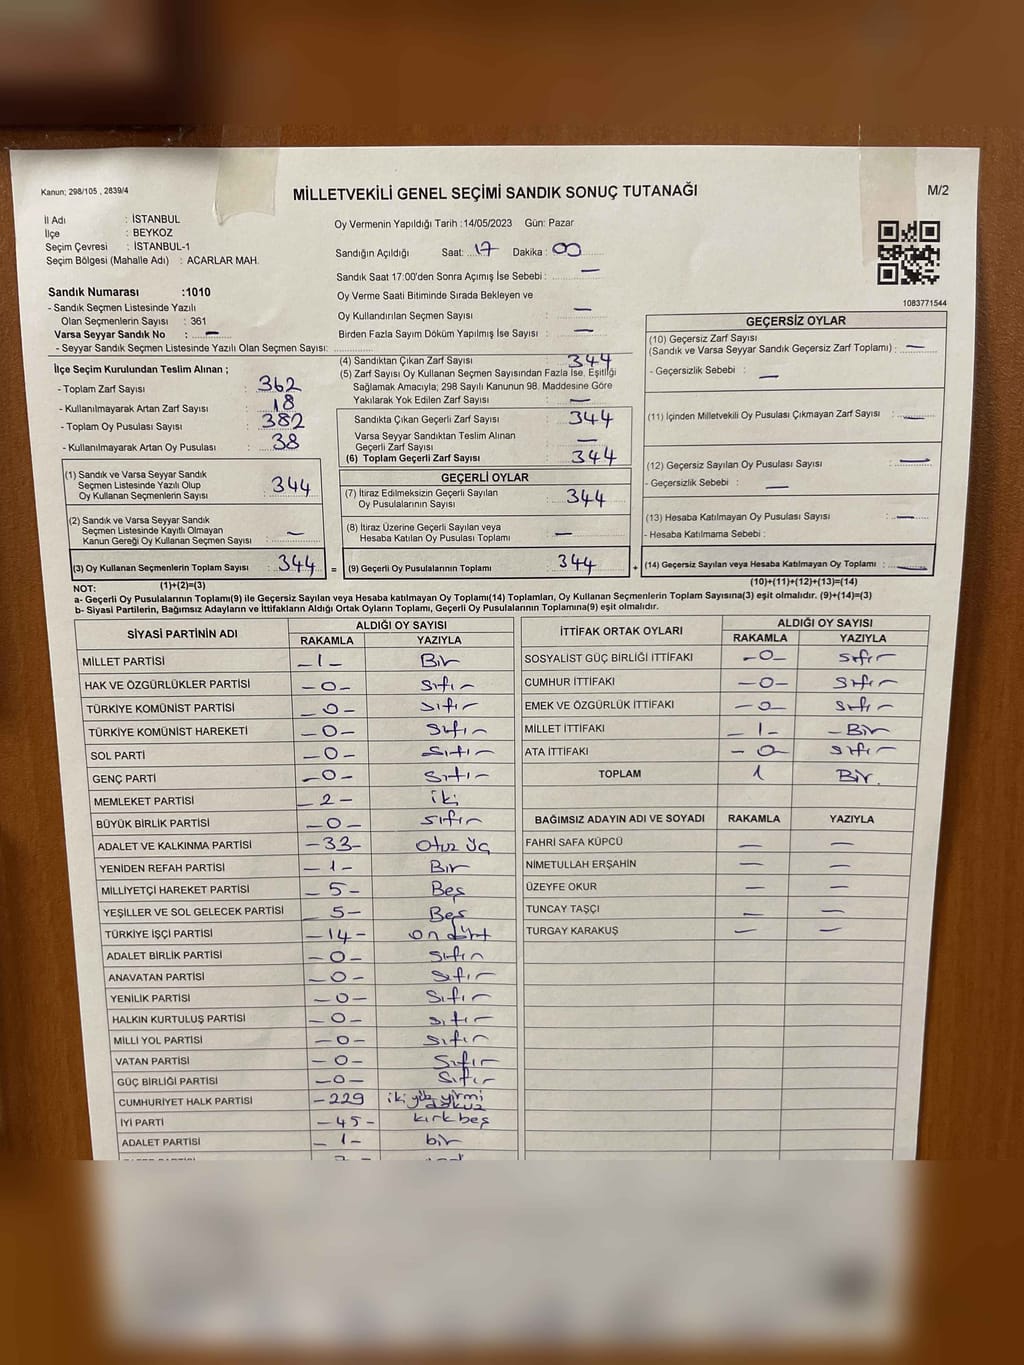 Kanun; 298/105 , 2839/4
MİLLETVEKİLİ GENEL SEÇİMİ SANDIK SONUÇ TUTANAĞI
M/2
İl Adı : İSTANBUL
İlçe : BEYKOZ
Seçim Çevresi : İSTANBUL-1
Seçim Bölgesi (Mahalle Adı) : ACARLAR MAH.
Oy Vermenin Yapıldığı Tarih :14/05/2023 Gün: Pazar
Sandığın Açıldığı Saat: 17 Dakika : 00
Sandık Saat 17:00'den Sonra Açımış İse Sebebi : —
Oy Verme Saati Bitiminde Sırada Bekleyen ve
Oy Kullandırılan Seçmen Sayısı : —
Birden Fazla Sayım Döküm Yapılmış İse Sayısı : —
1083771544
Sandık Numarası :1010
- Sandık Seçmen Listesinde Yazılı
Olan Seçmenlerin Sayısı : 361
Varsa Seyyar Sandık No : —
- Seyyar Sandık Seçmen Listesinde Yazılı Olan Seçmen Sayısı:
İlçe Seçim Kurulundan Teslim Alınan ;
- Toplam Zarf Sayısı : 362
- Kullanılmayarak Artan Zarf Sayısı : 18
- Toplam Oy Pusulası Sayısı : 382
- Kullanılmayarak Artan Oy Pusulası : 38
(1) Sandık ve Varsa Seyyar Sandık
Seçmen Listesinde Yazılı Olup
Oy Kullanan Seçmenlerin Sayısı : 344
(2) Sandık ve Varsa Seyyar Sandık
Seçmen Listesinde Kayıtlı Olmayan
Kanun Gereği Oy Kullanan Seçmen Sayısı : —
(3) Oy Kullanan Seçmenlerin Toplam Sayısı : 344 =
(1)+(2)=(3)
(4) Sandıktan Çıkan Zarf Sayısı : 344
(5) Zarf Sayısı Oy Kullanan Seçmen Sayısından Fazla İse, Eşitliği
Sağlamak Amacıyla; 298 Sayılı Kanunun 98. Maddesine Göre
Yakılarak Yok Edilen Zarf Sayısı : —
Sandıkta Çıkan Geçerli Zarf Sayısı : 344
Varsa Seyyar Sandıktan Teslim Alınan
Geçerli Zarf Sayısı : —
(6) Toplam Geçerli Zarf Sayısı : 344
GEÇERLİ OYLAR
(7) İtiraz Edilmeksizin Geçerli Sayılan
Oy Pusulalarının Sayısı : 344
(8) İtiraz Üzerine Geçerli Sayılan veya
Hesaba Katılan Oy Pusulası Toplamı : —
(9) Geçerli Oy Pusulalarının Toplamı : 344 +
GEÇERSİZ OYLAR
(10) Geçersiz Zarf Sayısı
(Sandık ve Varsa Seyyar Sandık Geçersiz Zarf Toplamı) : —
- Geçersizlik Sebebi : —
(11) İçinden Milletvekili Oy Pusulası Çıkmayan Zarf Sayısı : —
(12) Geçersiz Sayılan Oy Pusulası Sayısı : —
- Geçersizlik Sebebi : —
(13) Hesaba Katılmayan Oy Pusulası Sayısı : —
- Hesaba Katılmama Sebebi :
(14) Geçersiz Sayılan veya Hesaba Katılmayan Oy Toplamı : —
(10)+(11)+(12)+(13)=(14)
NOT:
a- Geçerli Oy Pusulalarının Toplamı(9) ile Geçersiz Sayılan veya Hesaba katılmayan Oy Toplamı(14) Toplamları, Oy Kullanan Seçmenlerin Toplam Sayısına(3) eşit olmalıdır. (9)+(14)=(3)
b- Siyasi Partilerin, Bağımsız Adayların ve İttifakların Aldığı Ortak Oyların Toplamı, Geçerli Oy Pusulalarının Toplamına(9) eşit olmalıdır.
SİYASİ PARTİNİN ADI ALDIĞI OY SAYISI
RAKAMLA YAZIYLA
MİLLET PARTİSİ —1— Bir
HAK VE ÖZGÜRLÜKLER PARTİSİ —0— sıfır
TÜRKİYE KOMÜNİST PARTİSİ —0— sıfır
TÜRKİYE KOMÜNİST HAREKETİ —0— sıfır
SOL PARTİ —0— sıfır
GENÇ PARTİ —0— sıfır
MEMLEKET PARTİSİ —2— iki
BÜYÜK BİRLİK PARTİSİ —0— sıfır
ADALET VE KALKINMA PARTİSİ —33— otuz üç
YENİDEN REFAH PARTİSİ —1— Bir
MİLLİYETÇİ HAREKET PARTİSİ —5— Beş
YEŞİLLER VE SOL GELECEK PARTİSİ —5— Beş
TÜRKİYE İŞÇİ PARTİSİ —14— on dört
ADALET BİRLİK PARTİSİ —0— sıfır
ANAVATAN PARTİSİ —0— sıfır
YENİLİK PARTİSİ —0— sıfır
HALKIN KURTULUŞ PARTİSİ —0— sıfır
MİLLİ YOL PARTİSİ —0— sıfır
VATAN PARTİSİ —0— sıfır
GÜÇ BİRLİĞİ PARTİSİ —0— sıfır
CUMHURİYET HALK PARTİSİ —229 iki yüz yirmi dokuz
İYİ PARTİ —45— kırk beş
ADALET PARTİSİ —1— bir
İTTİFAK ORTAK OYLARI ALDIĞI OY SAYISI
RAKAMLA YAZIYLA
SOSYALİST GÜÇ BİRLİĞİ İTTİFAKI —0— sıfır
CUMHUR İTTİFAKI —0— sıfır
EMEK VE ÖZGÜRLÜK İTTİFAKI —0— sıfır
MİLLET İTTİFAKI —1— —Bir
ATA İTTİFAKI —0— sıfır
TOPLAM 1 Bir.
BAĞIMSIZ ADAYIN ADI VE SOYADI RAKAMLA YAZIYLA
FAHRİ SAFA KÜPCÜ — —
NİMETULLAH ERŞAHİN — —
ÜZEYFE OKUR — —
TUNCAY TAŞÇI — —
TURGAY KARAKUŞ — —